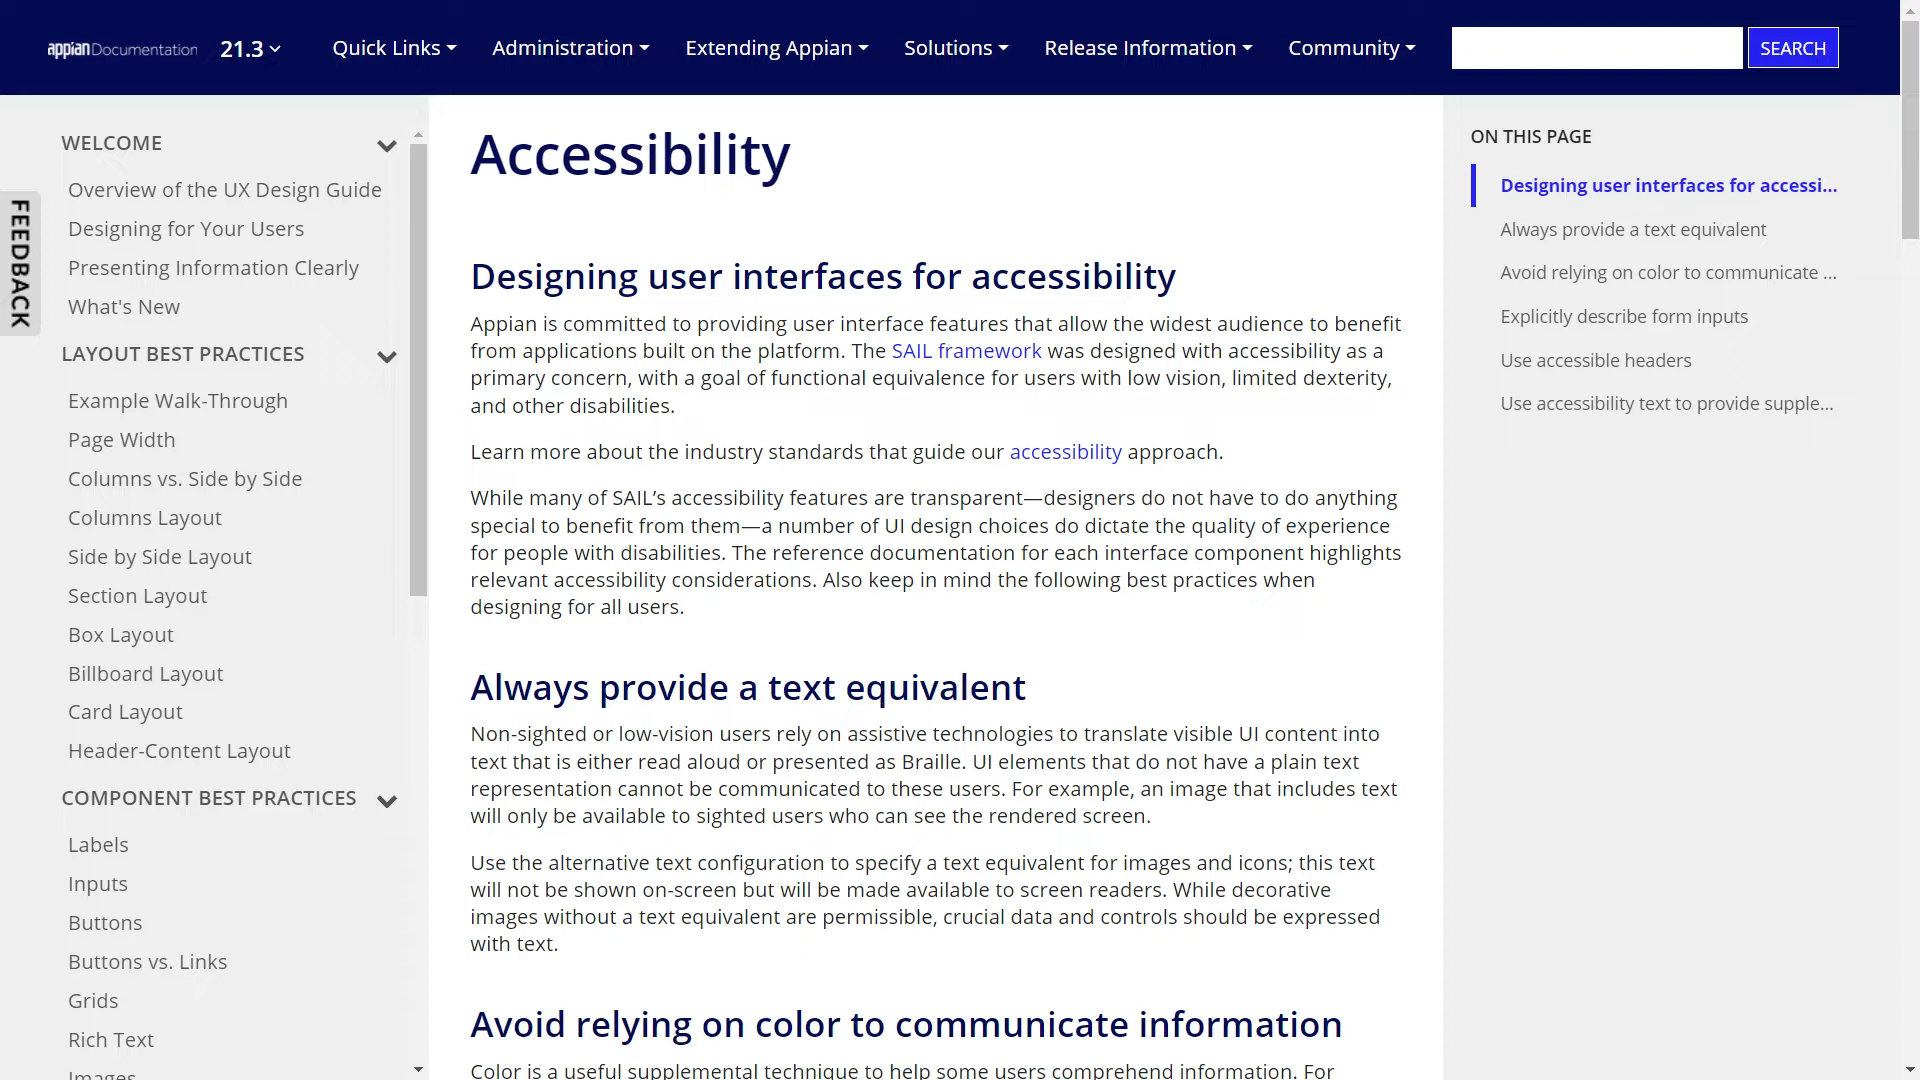 appian Documentation 21.3 Quick Links Administration Extending Appian Solutions Release Information Community SEARCH
FEEDBACK
WELCOME
Overview of the UX Design Guide
Designing for Your Users
Presenting Information Clearly
What's New
LAYOUT BEST PRACTICES
Example Walk-Through
Page Width
Columns vs. Side by Side
Columns Layout
Side by Side Layout
Section Layout
Box Layout
Billboard Layout
Card Layout
Header-Content Layout
COMPONENT BEST PRACTICES
Labels
Inputs
Buttons
Buttons vs. Links
Grids
Rich Text
Images
Accessibility
Designing user interfaces for accessibility
Appian is committed to providing user interface features that allow the widest audience to benefit
from applications built on the platform. The SAIL framework was designed with accessibility as a
primary concern, with a goal of functional equivalence for users with low vision, limited dexterity,
and other disabilities.
Learn more about the industry standards that guide our accessibility approach.
While many of SAIL’s accessibility features are transparent—designers do not have to do anything
special to benefit from them—a number of UI design choices do dictate the quality of experience
for people with disabilities. The reference documentation for each interface component highlights
relevant accessibility considerations. Also keep in mind the following best practices when
designing for all users.
Always provide a text equivalent
Non-sighted or low-vision users rely on assistive technologies to translate visible UI content into
text that is either read aloud or presented as Braille. UI elements that do not have a plain text
representation cannot be communicated to these users. For example, an image that includes text
will only be available to sighted users who can see the rendered screen.
Use the alternative text configuration to specify a text equivalent for images and icons; this text
will not be shown on-screen but will be made available to screen readers. While decorative
images without a text equivalent are permissible, crucial data and controls should be expressed
with text.
Avoid relying on color to communicate information
Color is a useful supplemental technique to help some users comprehend information. For
ON THIS PAGE
Designing user interfaces for accessi...
Always provide a text equivalent
Avoid relying on color to communicate ...
Explicitly describe form inputs
Use accessible headers
Use accessibility text to provide supple...